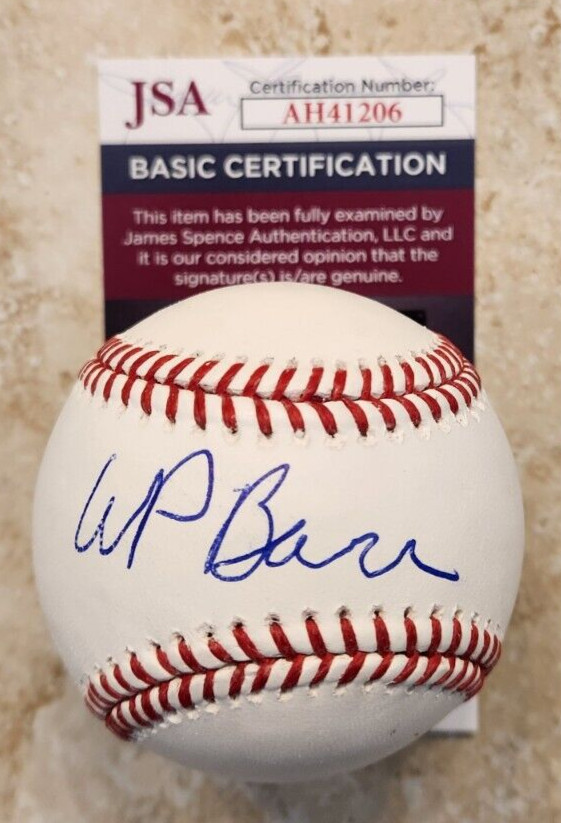 JSA
Certification Number:
AH41206
BASIC CERTIFICATION
This item has been fully examined by
James Spence Authentication, LLC and
it is our considered opinion that the
signature(s) is/are genuine.
WP Barr